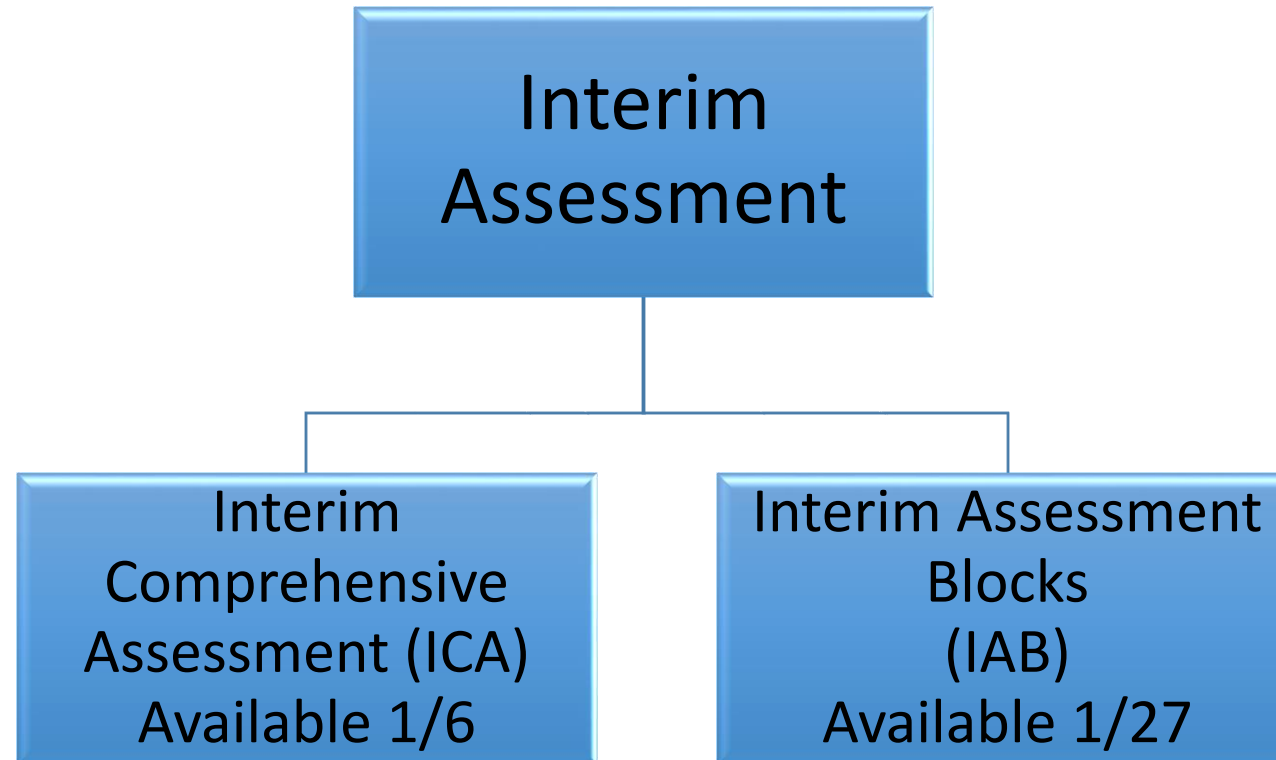 Interim
Assessment
Interim
Comprehensive
Assessment (ICA)
Available 1/6
Interim Assessment
Blocks
(IAB)
Available 1/27